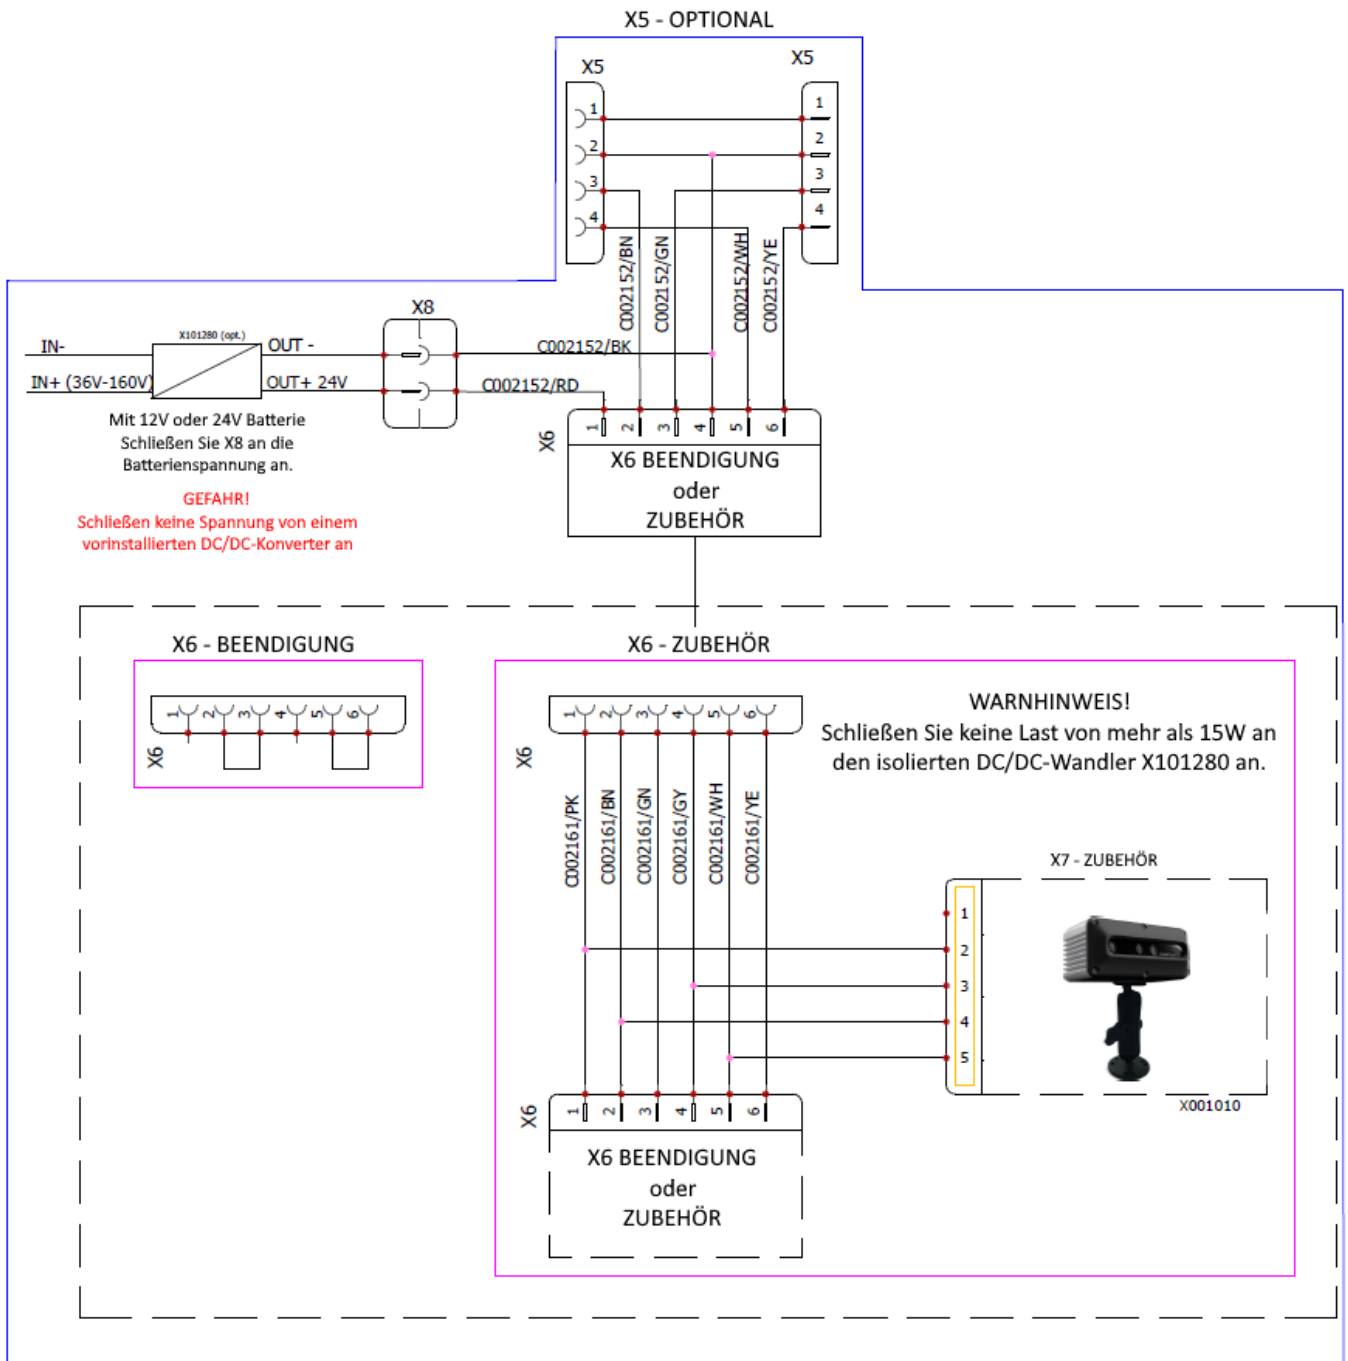 X5 - OPTIONAL
X5
X5
1
2
3
4
1
2
3
4
C002152/BN
C002152/GN
C002152/WH
C002152/YE
X8
X101280 (opt.)
IN-
OUT -
C002152/BK
IN+ (36V-160V)
OUT+ 24V
C002152/RD
Mit 12V oder 24V Batterie
Schließen Sie X8 an die
Batterienspannung an.
GEFAHR!
Schließen keine Spannung von einem
vorinstallierten DC/DC-Konverter an
X6
1 2 3 4 5 6
X6 BEENDIGUNG
oder
ZUBEHÖR
X6 - BEENDIGUNG
X6
1 2 3 4 5 6
X6 - ZUBEHÖR
X6
1 2 3 4 5 6
WARNHINWEIS!
Schließen Sie keine Last von mehr als 15W an
den isolierten DC/DC-Wandler X101280 an.
C002161/PK
C002161/BN
C002161/GN
C002161/GY
C002161/WH
C002161/YE
X7 - ZUBEHÖR
1
2
3
4
5
X001010
X6
1 2 3 4 5 6
X6 BEENDIGUNG
oder
ZUBEHÖR